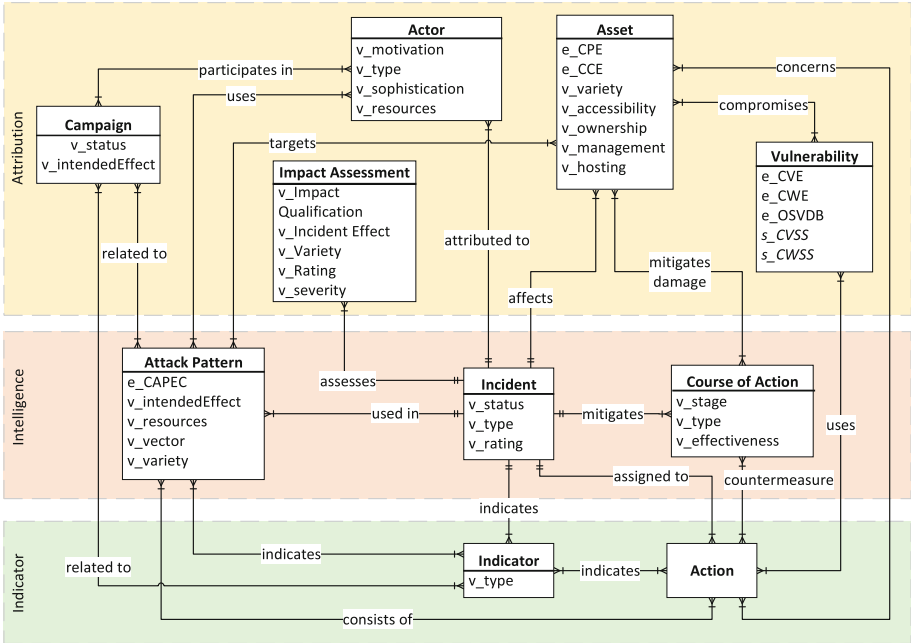 Attribution
Actor
v_motivation
v_type
v_sophistication
v_resources
Asset
e_CPE
e_CCE
v_variety
v_accessibility
v_ownership
v_management
v_hosting
participates in
uses
concerns
compromises
Campaign
v_status
v_intendedEffect
targets
Vulnerability
e_CVE
e_CWE
e_OSVDB
s_CVSS
s_CWSS
Impact Assessment
v_Impact
Qualification
v_Incident Effect
v_Variety
v_Rating
v_severity
related to
attributed to
mitigates
damage
affects
Intelligence
Attack Pattern
e_CAPEC
v_intendedEffect
v_resources
v_vector
v_variety
assesses
used in
Incident
v_status
v_type
v_rating
mitigates
Course of Action
v_stage
v_type
v_effectiveness
uses
assigned to
countermeasure
indicates
Indicator
related to
indicates
Indicator
v_type
indicates
Action
consists of